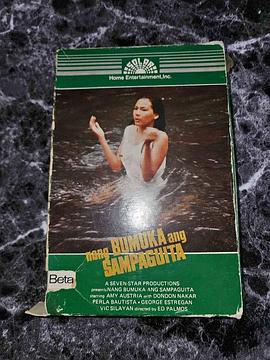 SOLAR
Home Entertainment, Inc.
nang BUMUKA ang
SAMPAGUITA
Beta
A SEVEN-STAR PRODUCTIONS
presents NANG BUMUKA ANG SAMPAGUITA
starring AMY AUSTRIA with DONDON NAKAR
PERLA BAUTISTA • GEORGE ESTREGAN
VIC SILAYAN directed by ED PALMOS